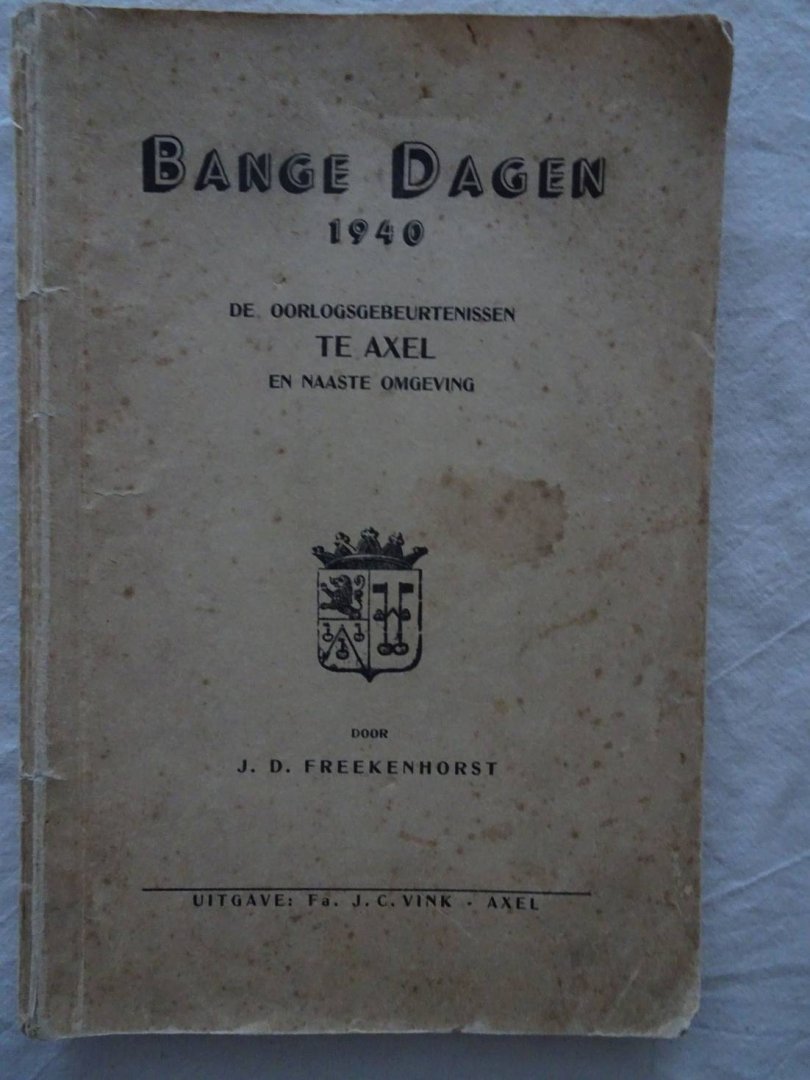 BANGE DAGEN
1940
DE OORLOGSGEBEURTENISSEN
TE AXEL
EN NAASTE OMGEVING
DOOR
J. D. FREEKENHORST
UITGAVE: Fa. J. C. VINK - AXEL